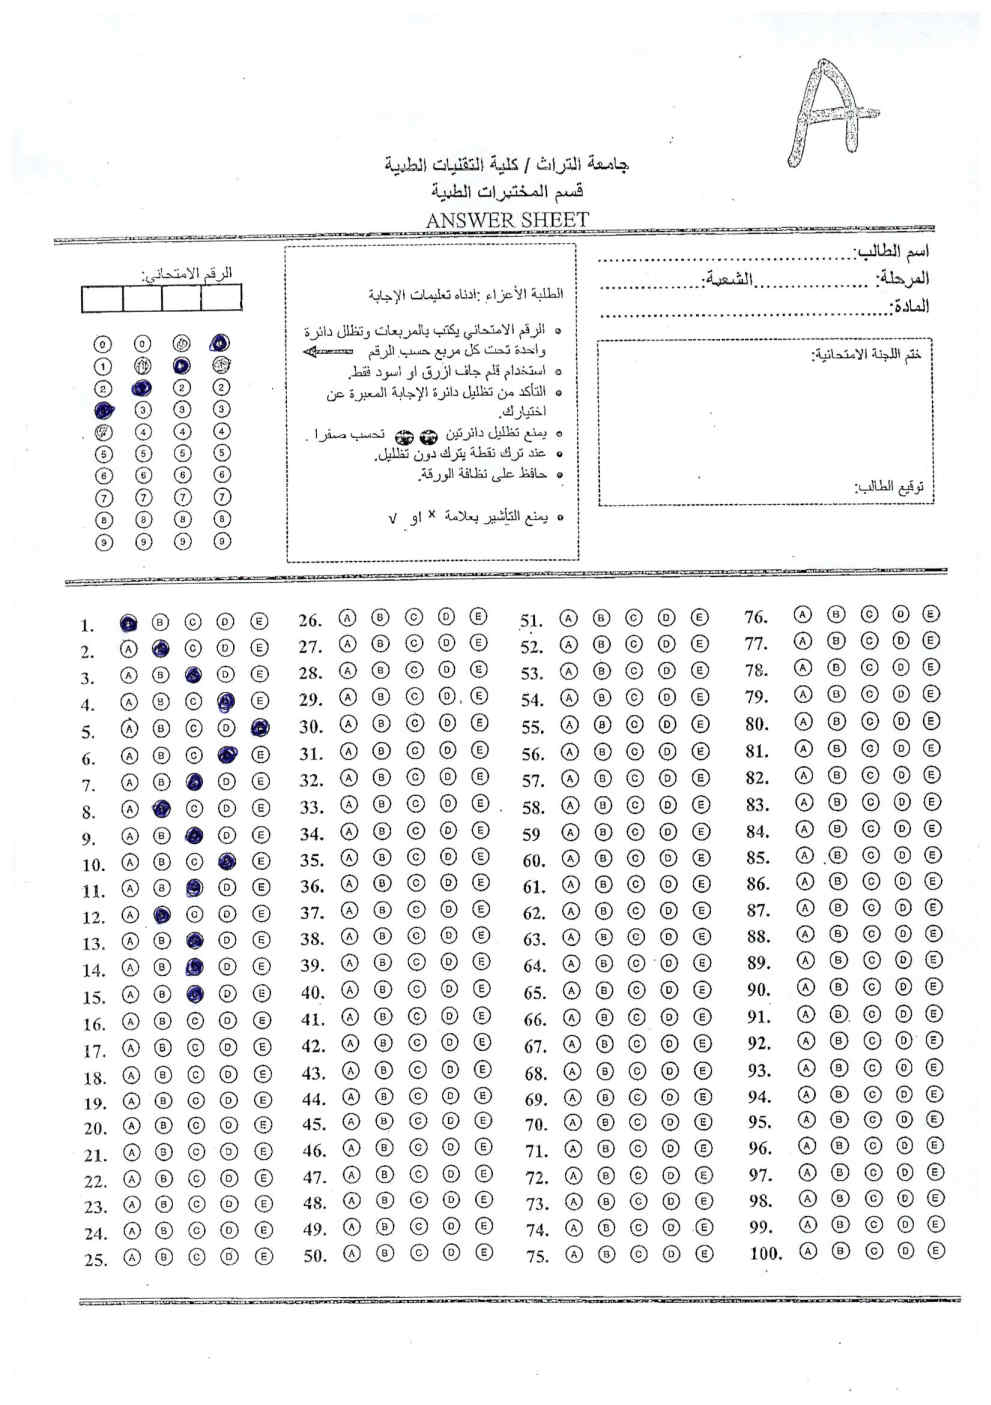 A
جامعة التراث / كلية التقنيات الطبية
قسم المختبرات الطبية
ANSWER SHEET
اسم الطالب:....................................
المرحلة: ..................الشعبة:...............
المادة:.........................................
ختم اللجنة الامتحانية:
توقيع الطالب:
الطلبة الأعزاء :ادناه تعليمات الإجابة
• الرقم الامتحاني يكتب بالمربعات وتظلل دائرة
واحدة تحت كل مربع حسب الرقم
• استخدام قلم جاف ازرق او اسود فقط.
• التأكد من تظليل دائرة الإجابة المعبرة عن
اختيارك.
• يمنع تظليل دائرتين تحسب صفرا .
• عند ترك نقطة يترك دون تظليل.
• حافظ على نظافة الورقة.
• يمنع التأشير بعلامة × او √
الرقم الامتحاني:
0 0 0
1 1 1
2 2 2
3 3 3
4 4 4 4
5 5 5 5
6 6 6 6
7 7 7 7
8 8 8 8
9 9 9 9
1. B C D E
2. A C D E
3. A B D E
4. A B C E
5. A B C D
6. A B C E
7. A B D E
8. A C D E
9. A B D E
10. A B C E
11. A B D E
12. A C D E
13. A B D E
14. A B D E
15. A B D E
16. A B C D E
17. A B C D E
18. A B C D E
19. A B C D E
20. A B C D E
21. A B C D E
22. A B C D E
23. A B C D E
24. A B C D E
25. A B C D E
26. A B C D E
27. A B C D E
28. A B C D E
29. A B C D E
30. A B C D E
31. A B C D E
32. A B C D E
33. A B C D E
34. A B C D E
35. A B C D E
36. A B C D E
37. A B C D E
38. A B C D E
39. A B C D E
40. A B C D E
41. A B C D E
42. A B C D E
43. A B C D E
44. A B C D E
45. A B C D E
46. A B C D E
47. A B C D E
48. A B C D E
49. A B C D E
50. A B C D E
51. A B C D E
52. A B C D E
53. A B C D E
54. A B C D E
55. A B C D E
56. A B C D E
57. A B C D E
58. A B C D E
59 A B C D E
60. A B C D E
61. A B C D E
62. A B C D E
63. A B C D E
64. A B C D E
65. A B C D E
66. A B C D E
67. A B C D E
68. A B C D E
69. A B C D E
70. A B C D E
71. A B C D E
72. A B C D E
73. A B C D E
74. A B C D E
75. A B C D E
76. A B C D E
77. A B C D E
78. A B C D E
79. A B C D E
80. A B C D E
81. A B C D E
82. A B C D E
83. A B C D E
84. A B C D E
85. A B C D E
86. A B C D E
87. A B C D E
88. A B C D E
89. A B C D E
90. A B C D E
91. A B C D E
92. A B C D E
93. A B C D E
94. A B C D E
95. A B C D E
96. A B C D E
97. A B C D E
98. A B C D E
99. A B C D E
100. A B C D E